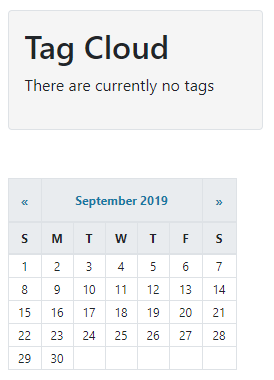 Tag Cloud
There are currently no tags
« September 2019 »
S M T W T F S
1 2 3 4 5 6 7
8 9 10 11 12 13 14
15 16 17 18 19 20 21
22 23 24 25 26 27 28
29 30